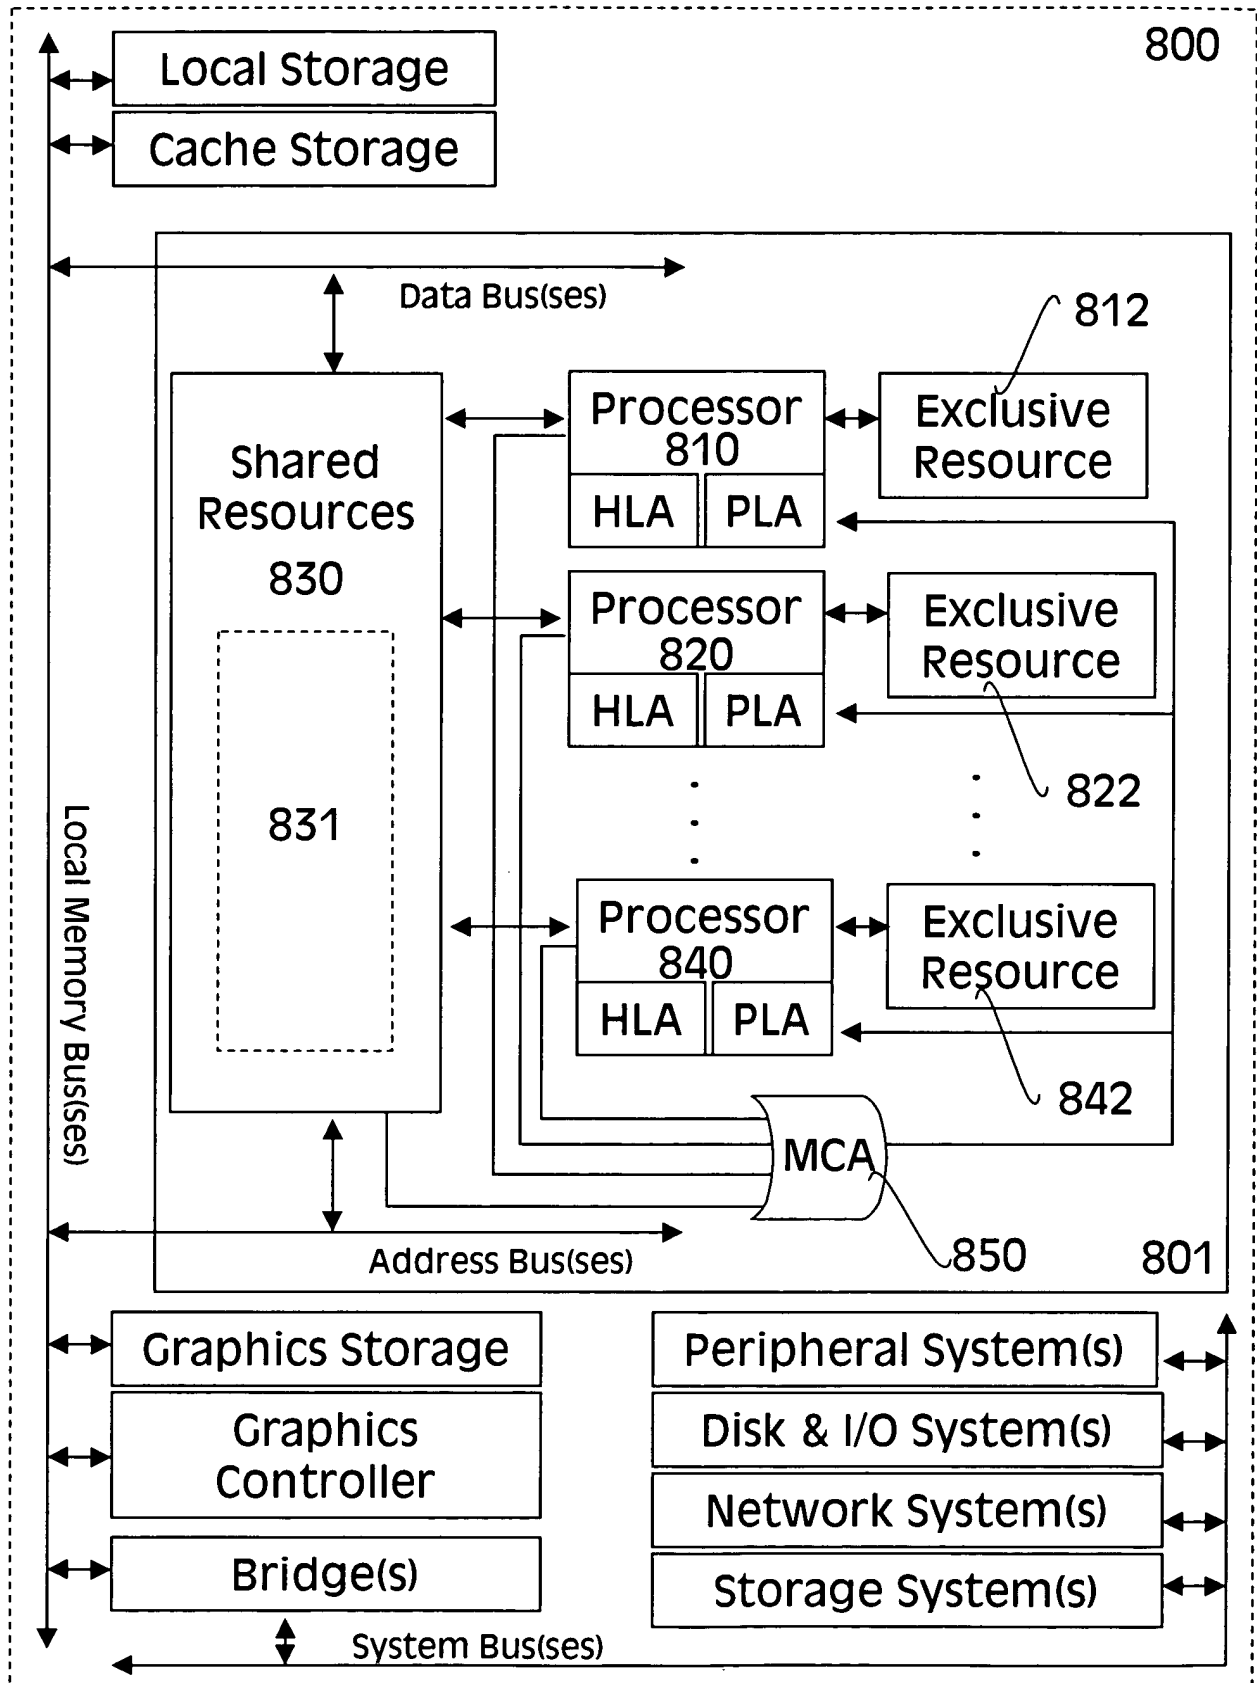 800
Local Storage
Cache Storage
Data Bus(ses)
812
Processor
810
HLA
PLA
Exclusive
Resource
Shared
Resources
830
831
Processor
820
HLA
PLA
Exclusive
Resource
822
Local Memory Bus(ses)
Processor
840
HLA
PLA
Exclusive
Resource
842
MCA
850
Address Bus(ses)
801
Graphics Storage
Graphics
Controller
Bridge(s)
Peripheral System(s)
Disk & I/O System(s)
Network System(s)
Storage System(s)
System Bus(ses)